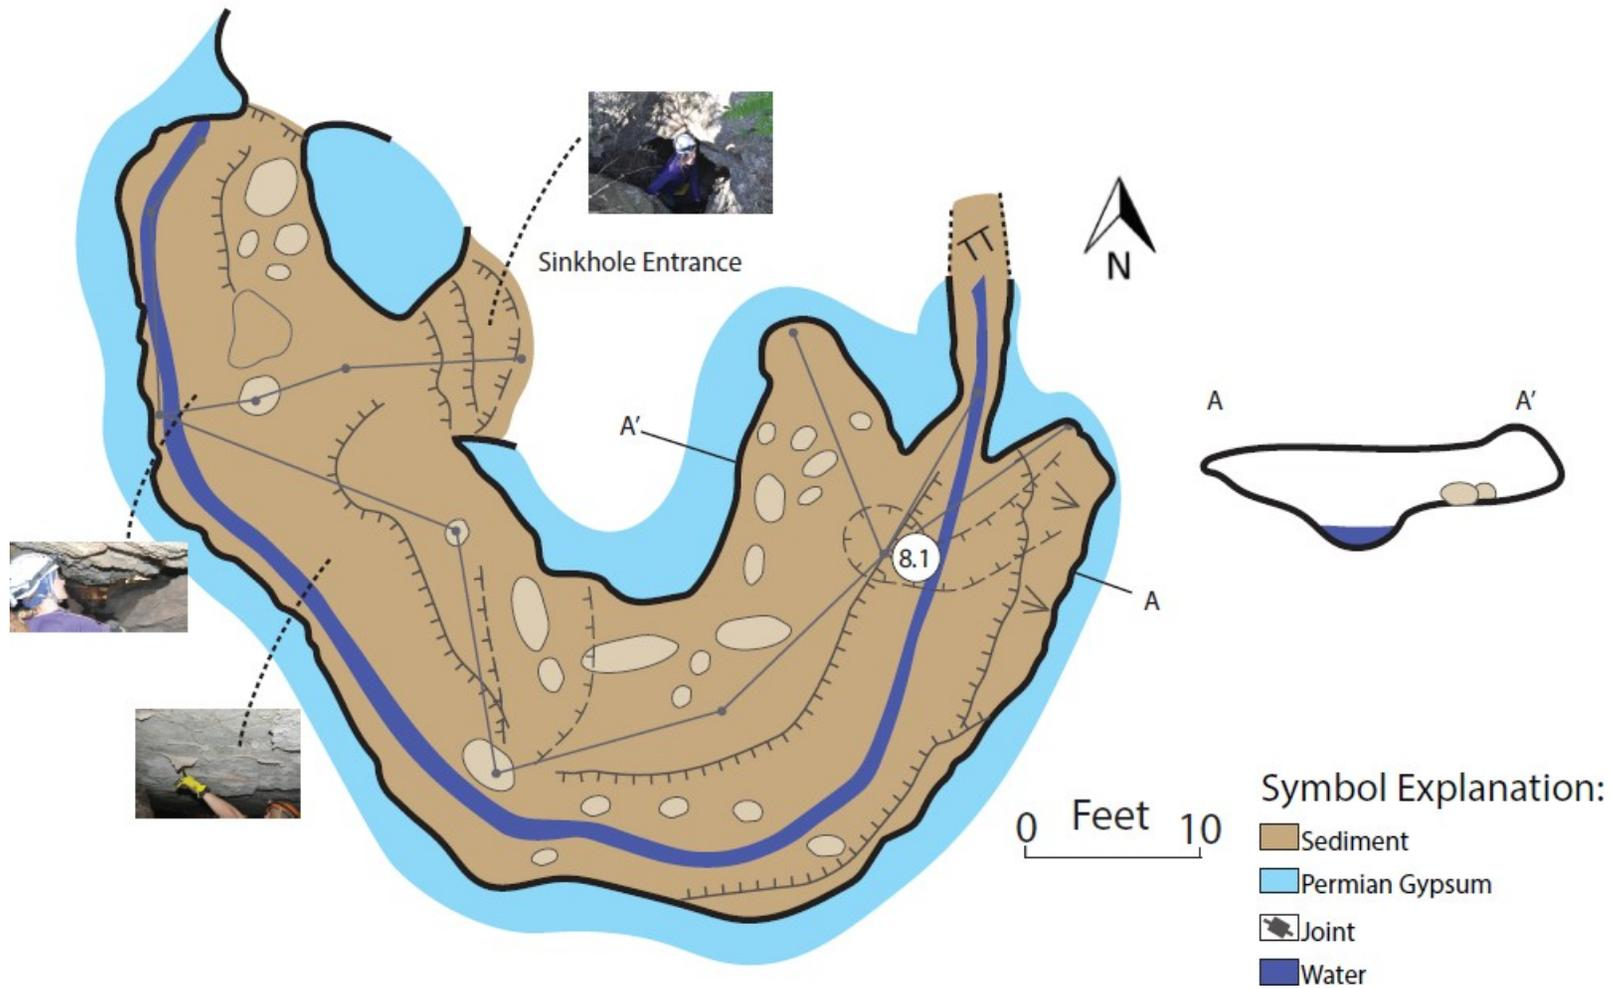 Sinkhole Entrance
N
A’
8.1
A
A
A’
0 Feet 10
Symbol Explanation:
Sediment
Permian Gypsum
Joint
Water